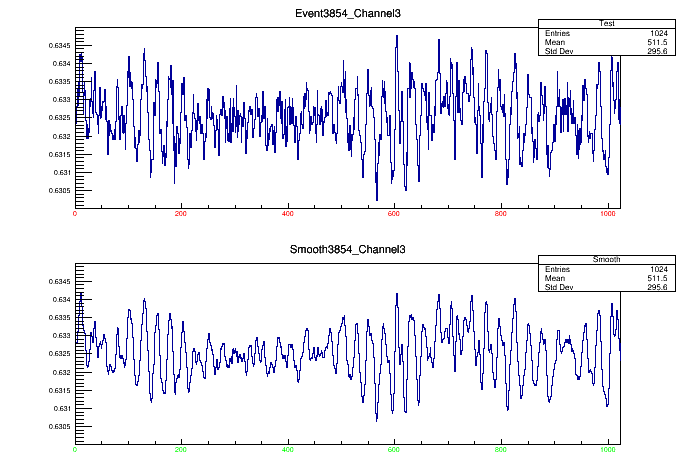 Event3854_Channel3
Test
Entries 1024
Mean 511.5
Std Dev 295.6
0.6345
0.634
0.6335
0.633
0.6325
0.632
0.6315
0.631
0.6305
0 200 400 600 800 1000
Smooth3854_Channel3
Smooth
Entries 1024
Mean 511.5
Std Dev 295.6
0.6345
0.634
0.6335
0.633
0.6325
0.632
0.6315
0.631
0.6305
0 200 400 600 800 1000